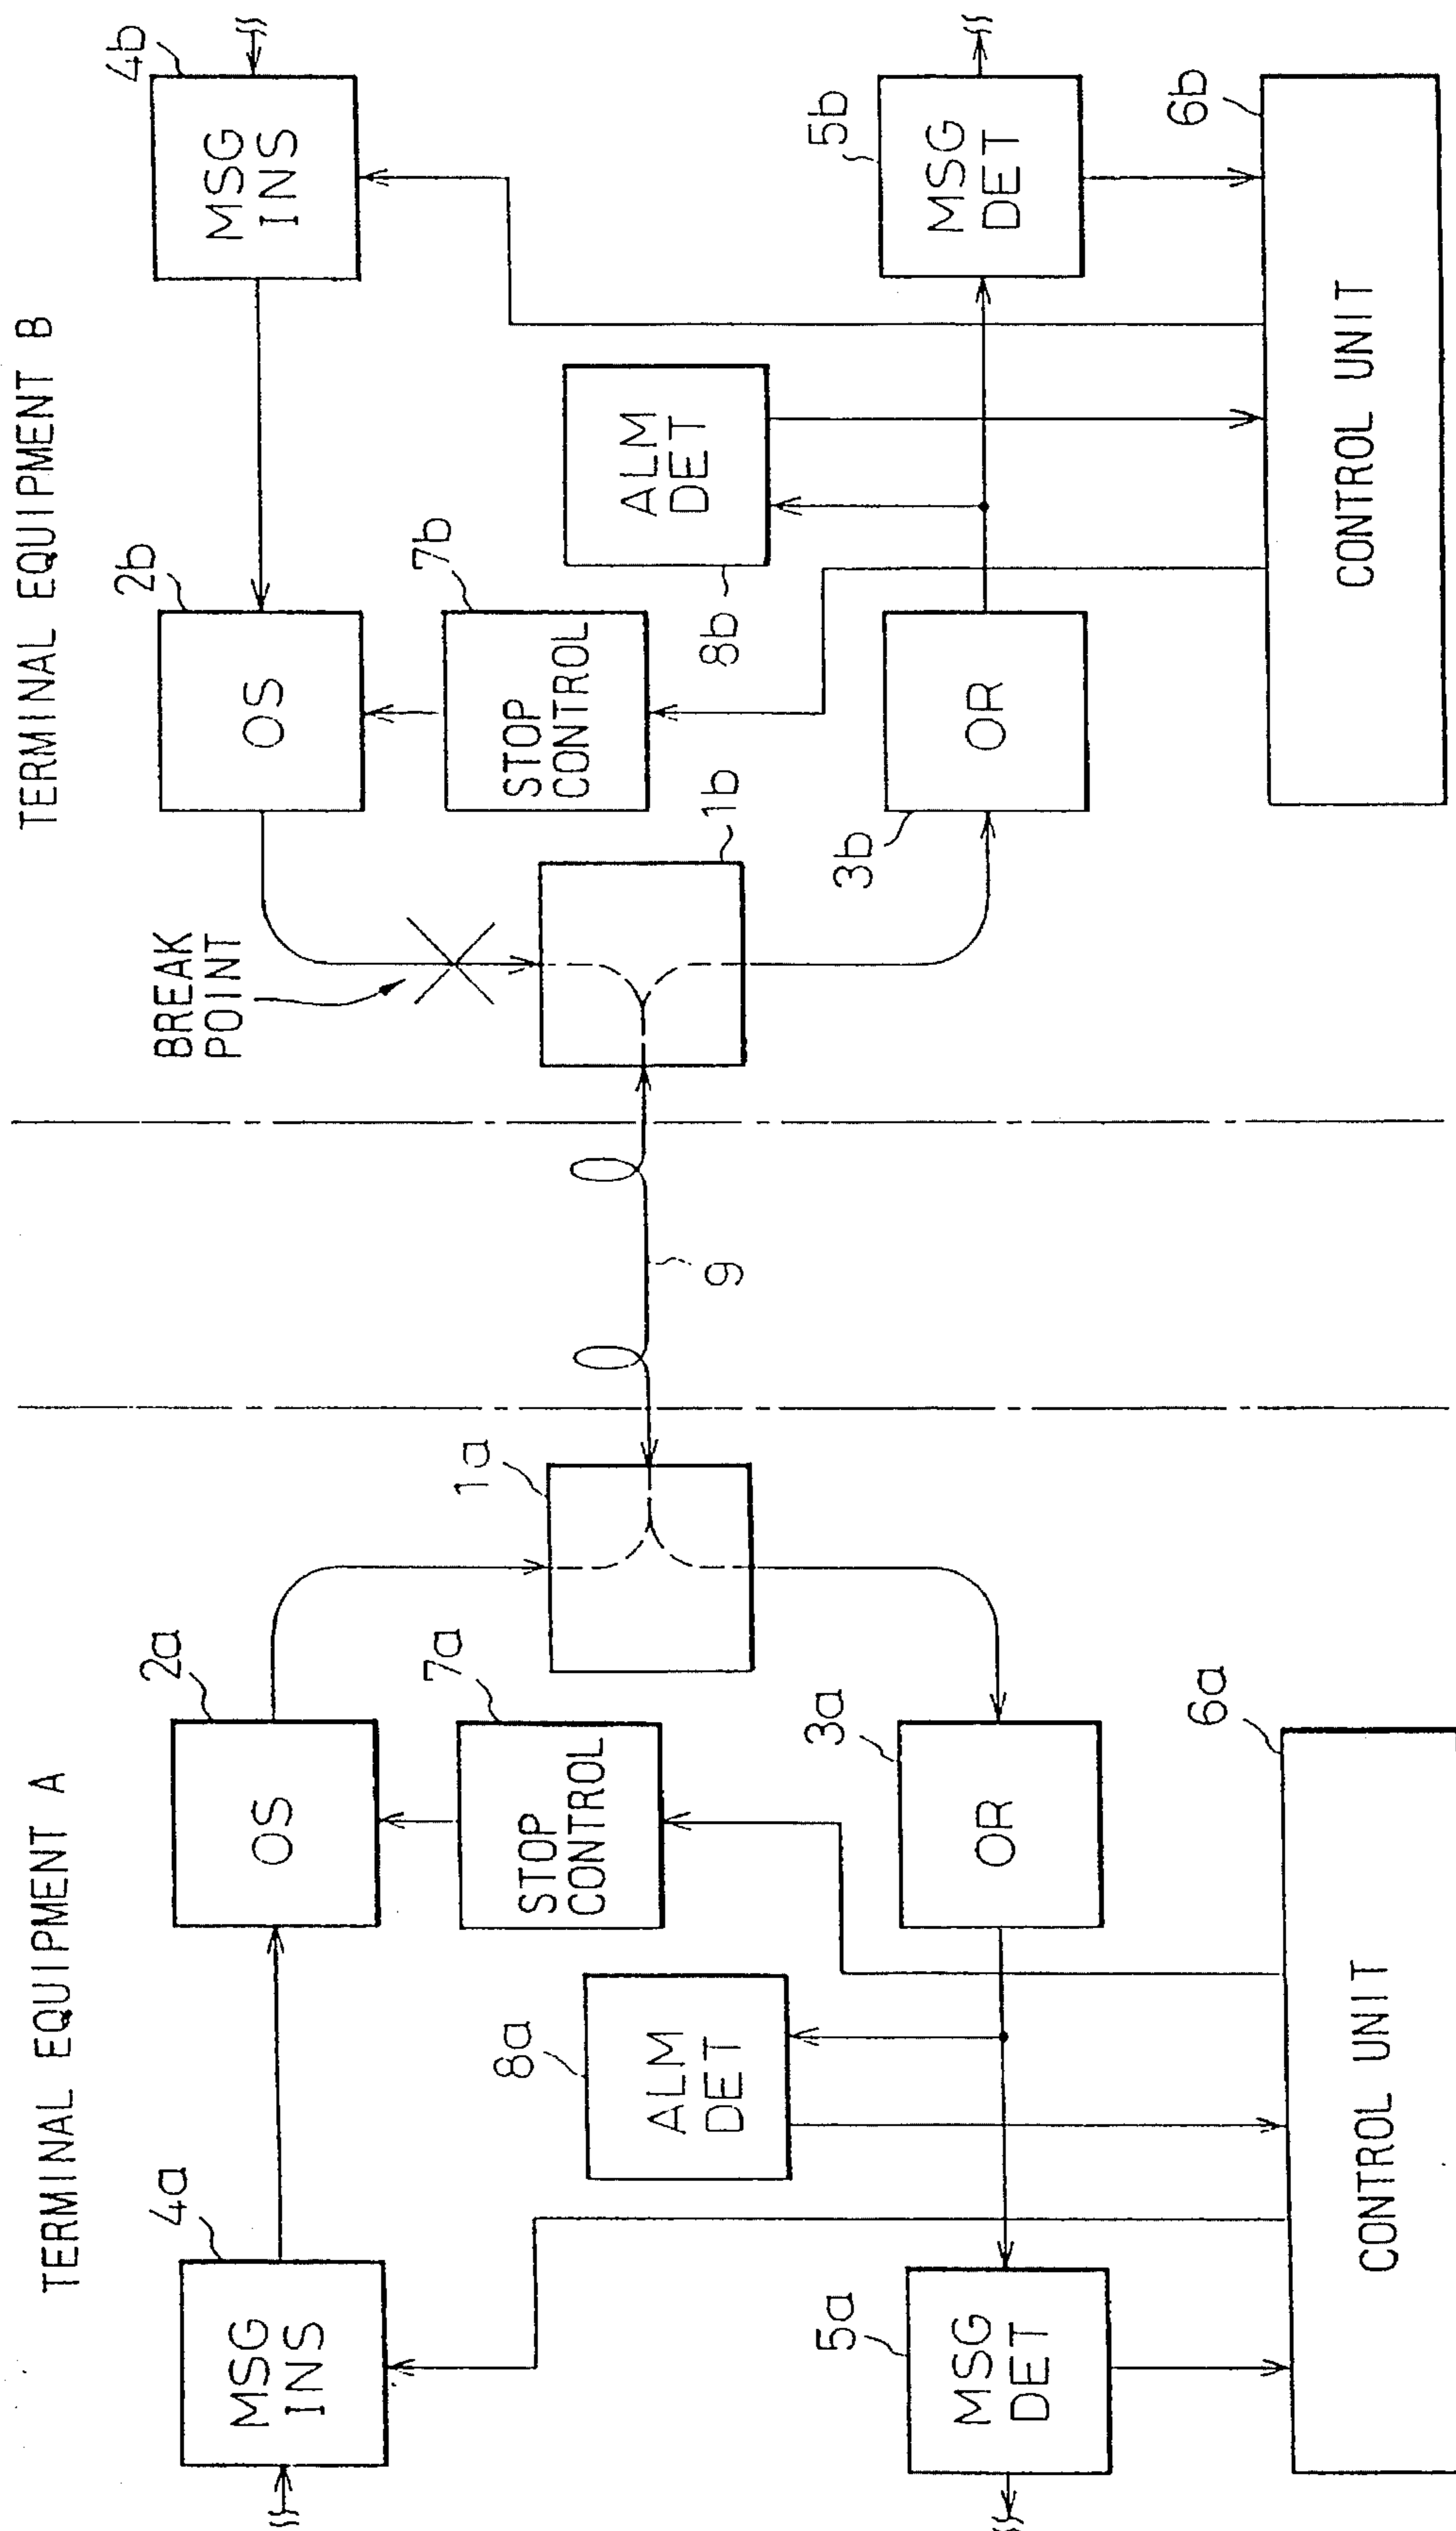 TERMINAL EQUIPMENT A
4a
MSG
INS
2a
OS
7a
STOP
CONTROL
8a
ALM
DET
1a
5a
MSG
DET
3a
OR
6a
CONTROL UNIT
9
TERMINAL EQUIPMENT B
BREAK
POINT
2b
OS
4b
MSG
INS
7b
STOP
CONTROL
1b
8b
ALM
DET
3b
OR
5b
MSG
DET
6b
CONTROL UNIT